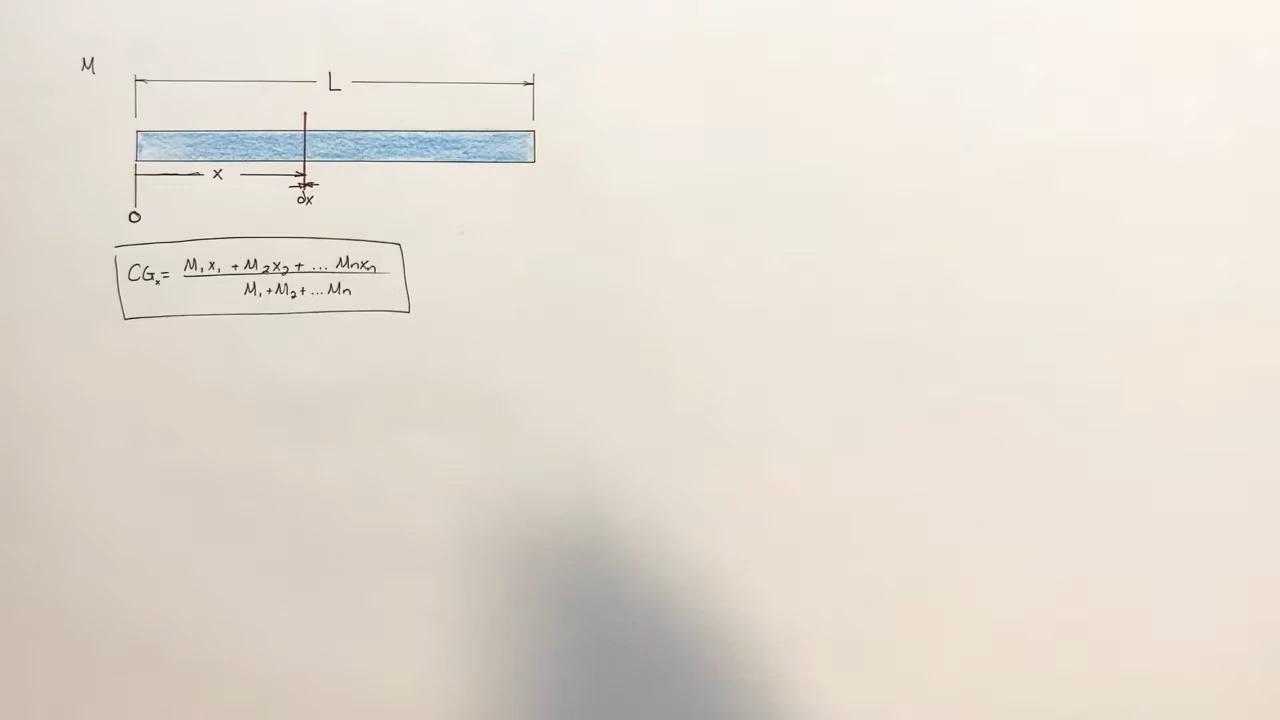 M
L
x
dx
O
CGx = M1x1 + M2x2 + ... Mnxn
M1 + M2 + ... Mn